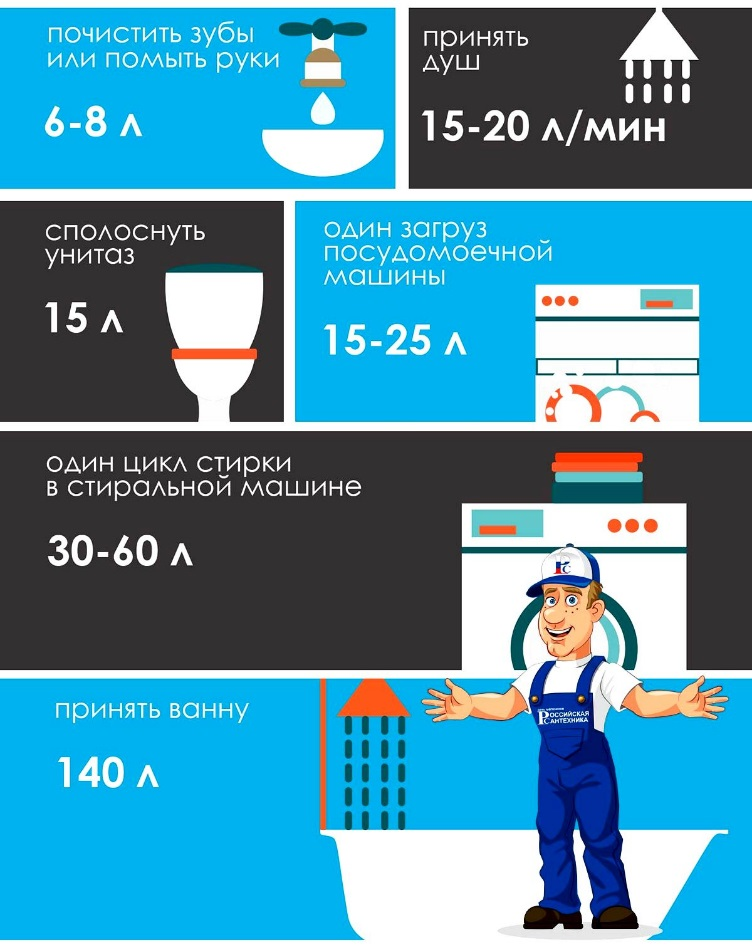 почистить зубы
или помыть руки
6-8 л
принять
душ
15-20 л/мин
сполоснуть
унитаз
15 л
один загруз
посудомоечной
машины
15-25 л
один цикл стирки
в стиральной машине
30-60 л
РС
принять ванну
140 л
РОССИЙСКАЯ
САНТЕХНИКА